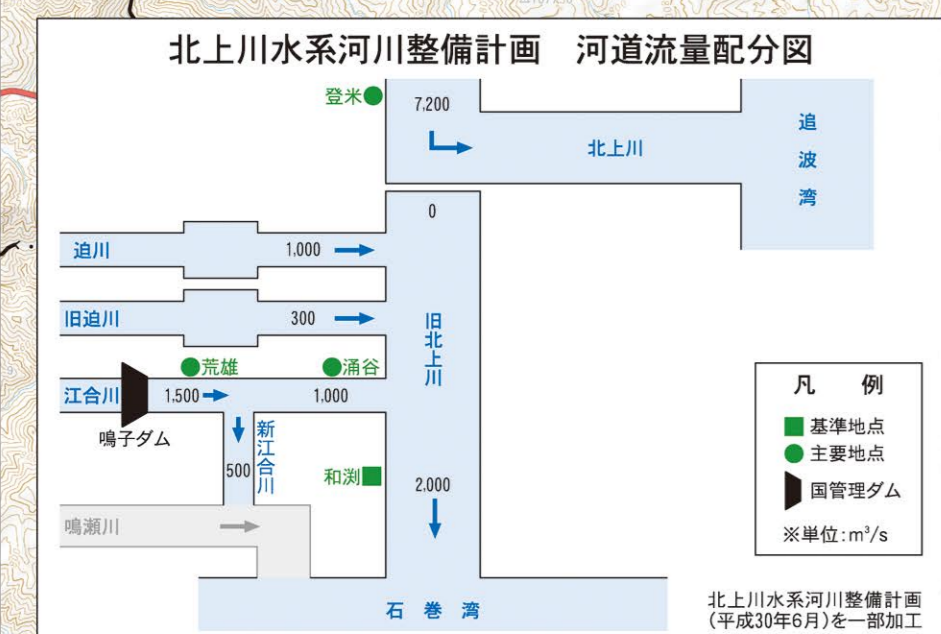 北上川水系河川整備計画　河道流量配分図
登米
7,200
北上川
追波湾
0
迫川
1,000
旧迫川
300
旧北上川
荒雄
涌谷
江合川
1,500
1,000
鳴子ダム
新江合川
500
和渕
2,000
鳴瀬川
石巻湾
凡　例
基準地点
主要地点
国管理ダム
※単位:m³/s
北上川水系河川整備計画
(平成30年6月)を一部加工